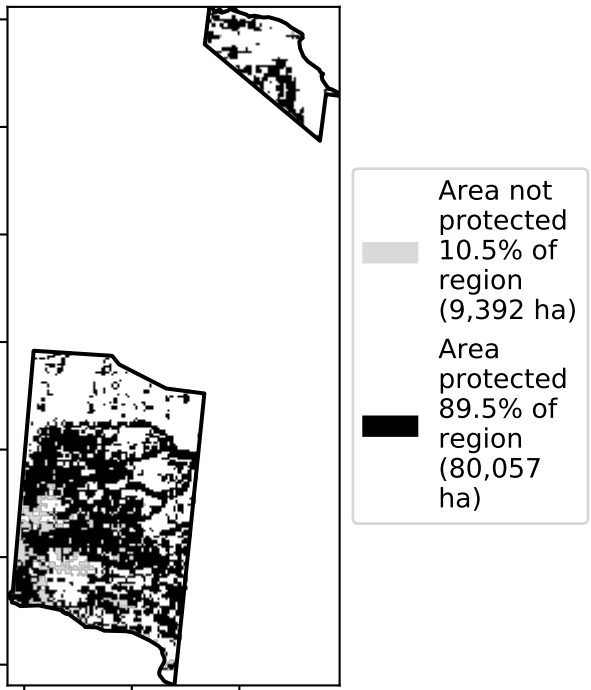 Area not
protected
10.5% of
region
(9,392 ha)
Area
protected
89.5% of
region
(80,057
ha)